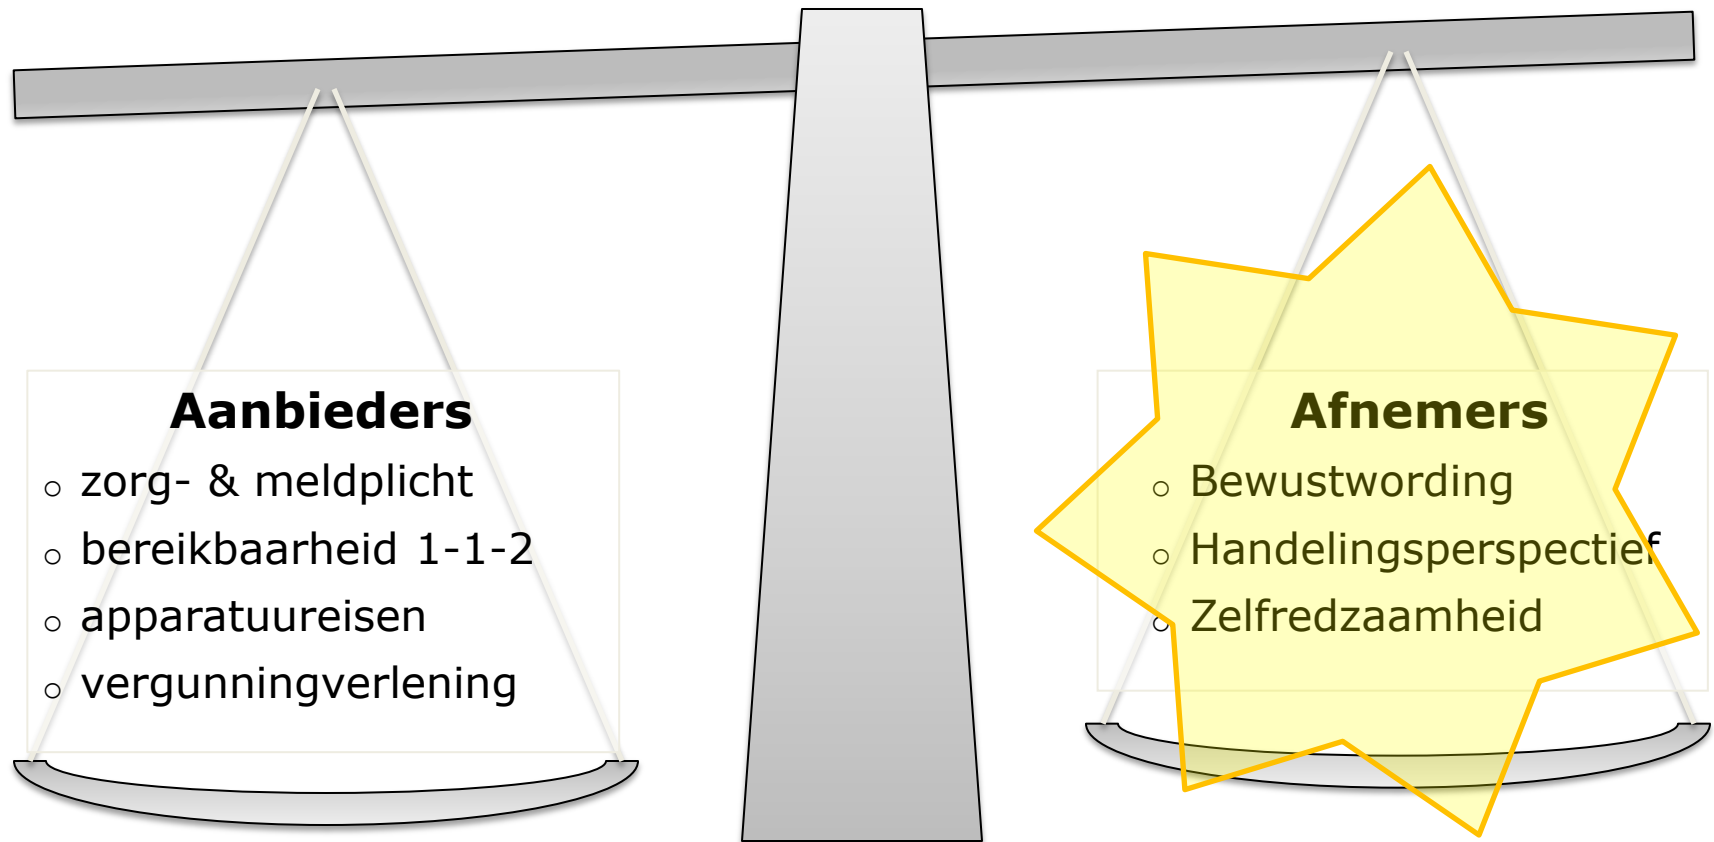 Aanbieders
o zorg- & meldplicht
o bereikbaarheid 1-1-2
o apparatuureisen
o vergunningverlening
Afnemers
o Bewustwording
o Handelingsperspectief
o Zelfredzaamheid